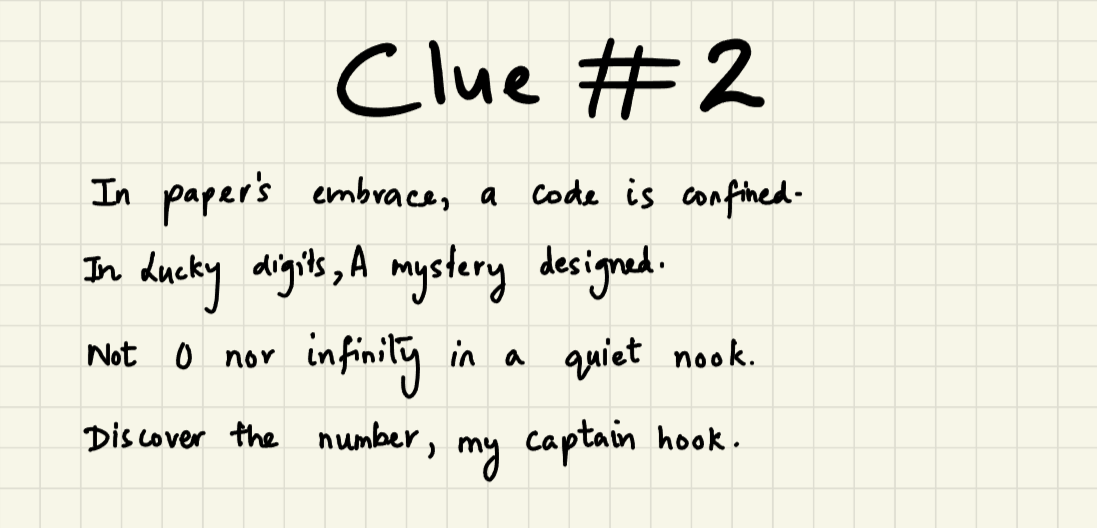 Clue #2
In paper's embrace, a code is confined-
In Lucky digits, A mystery designed.
Not 0 nor infinity in a quiet nook.
Discover the number, my captain hook.